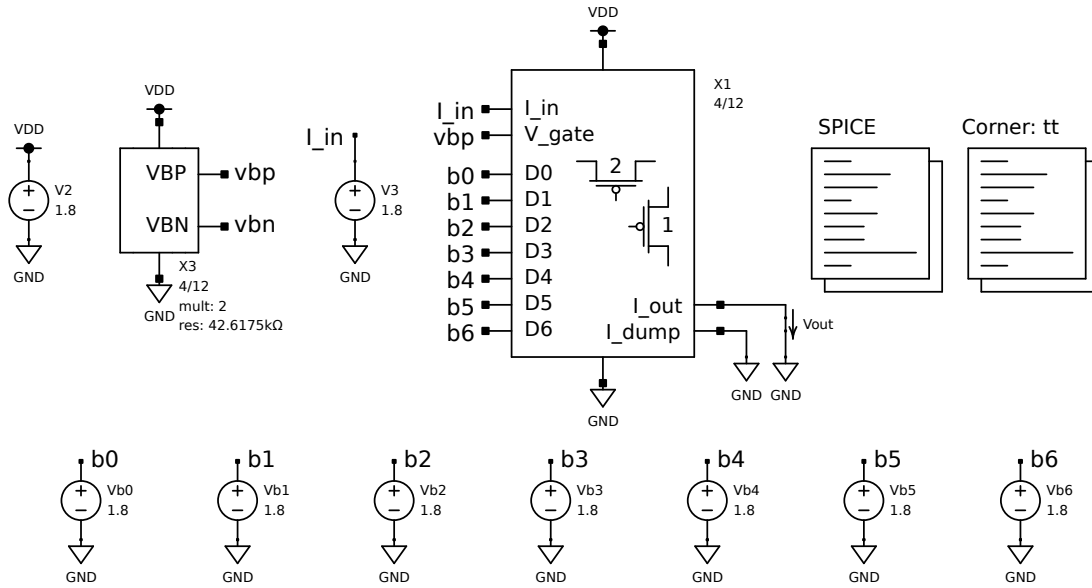 VDD
V2
1.8
GND
VDD
VBP
VBN
vbp
vbn
X3
4/12
mult: 2
res: 42.6175kΩ
GND
I_in
V3
1.8
GND
VDD
X1
4/12
I_in
vbp
b0
b1
b2
b3
b4
b5
b6
I_in
V_gate
D0
D1
D2
D3
D4
D5
D6
2
1
I_out
I_dump
GND
Vout
GND
GND
SPICE
Corner: tt
b0
Vb0
1.8
GND
b1
Vb1
1.8
GND
b2
Vb2
1.8
GND
b3
Vb3
1.8
GND
b4
Vb4
1.8
GND
b5
Vb5
1.8
GND
b6
Vb6
1.8
GND